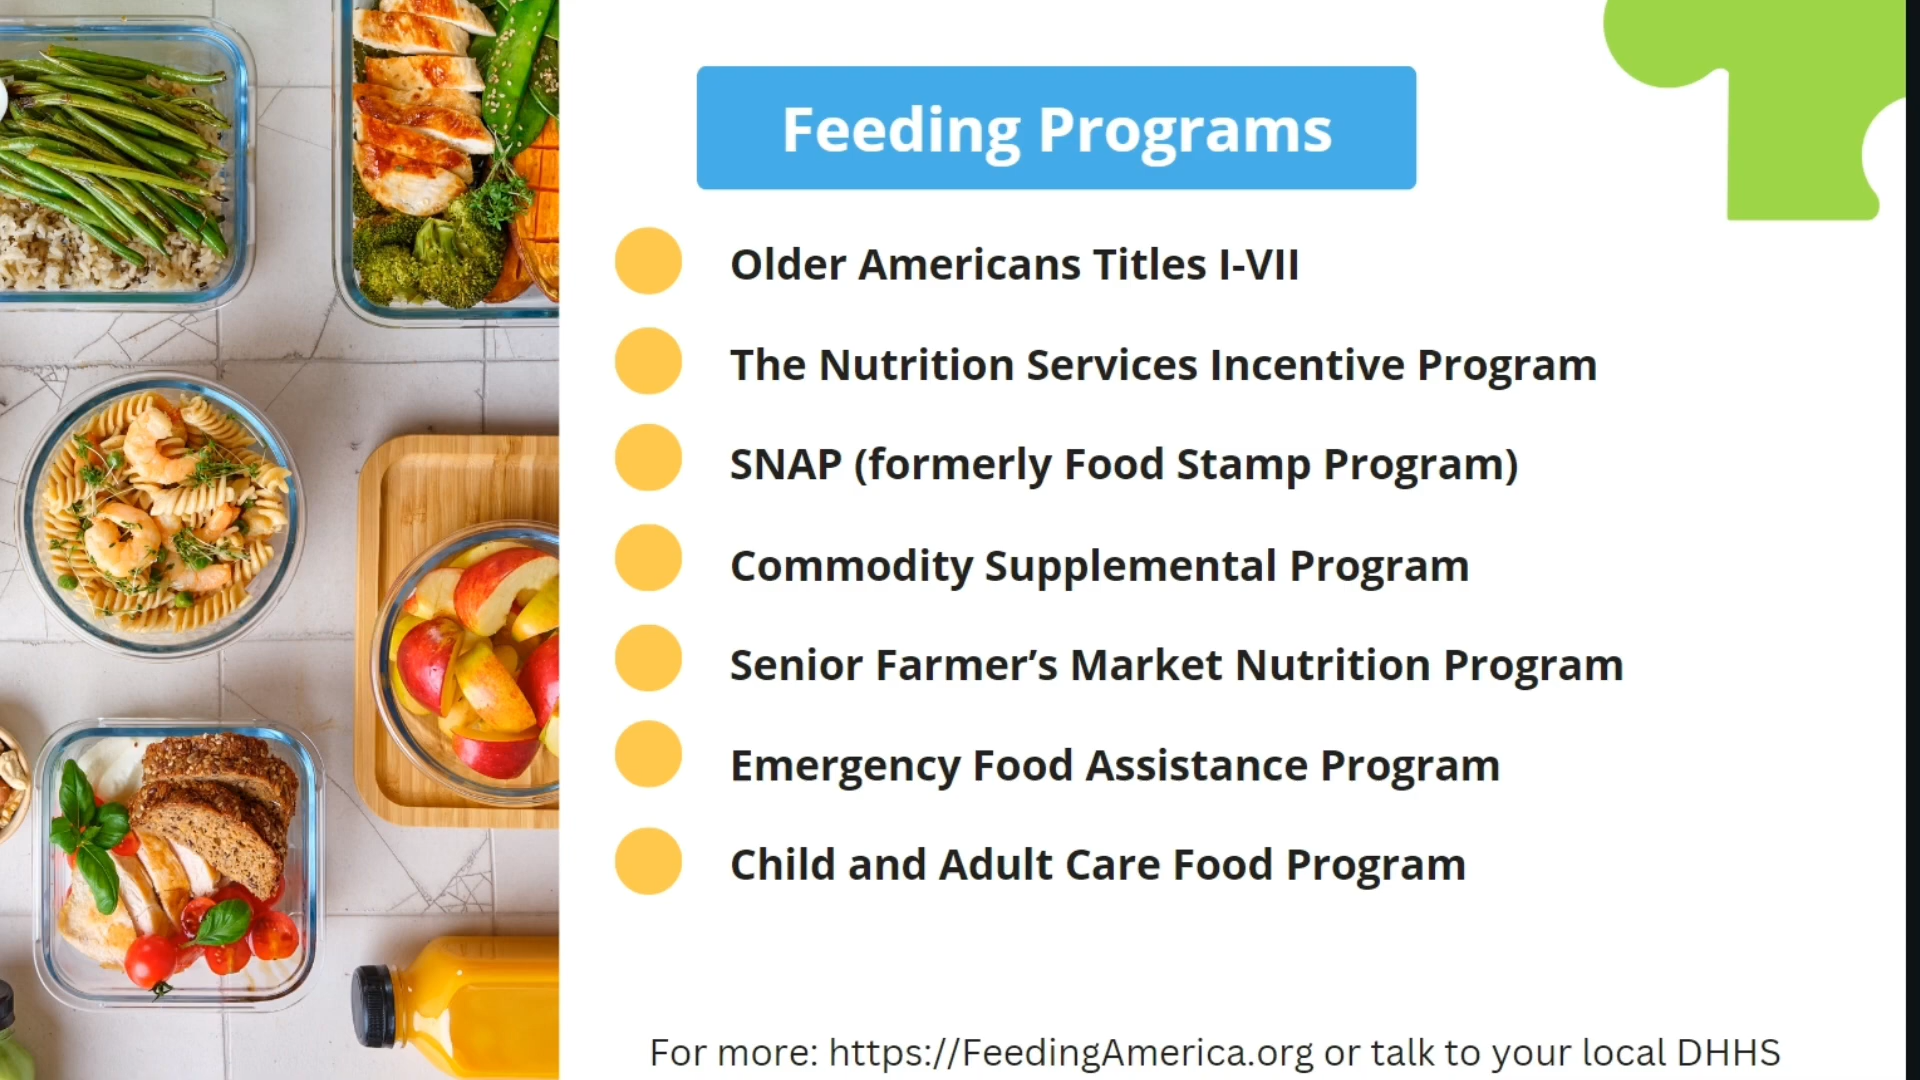 Feeding Programs
Older Americans Titles I-VII
The Nutrition Services Incentive Program
SNAP (formerly Food Stamp Program)
Commodity Supplemental Program
Senior Farmer’s Market Nutrition Program
Emergency Food Assistance Program
Child and Adult Care Food Program
For more: https://FeedingAmerica.org or talk to your local DHHS